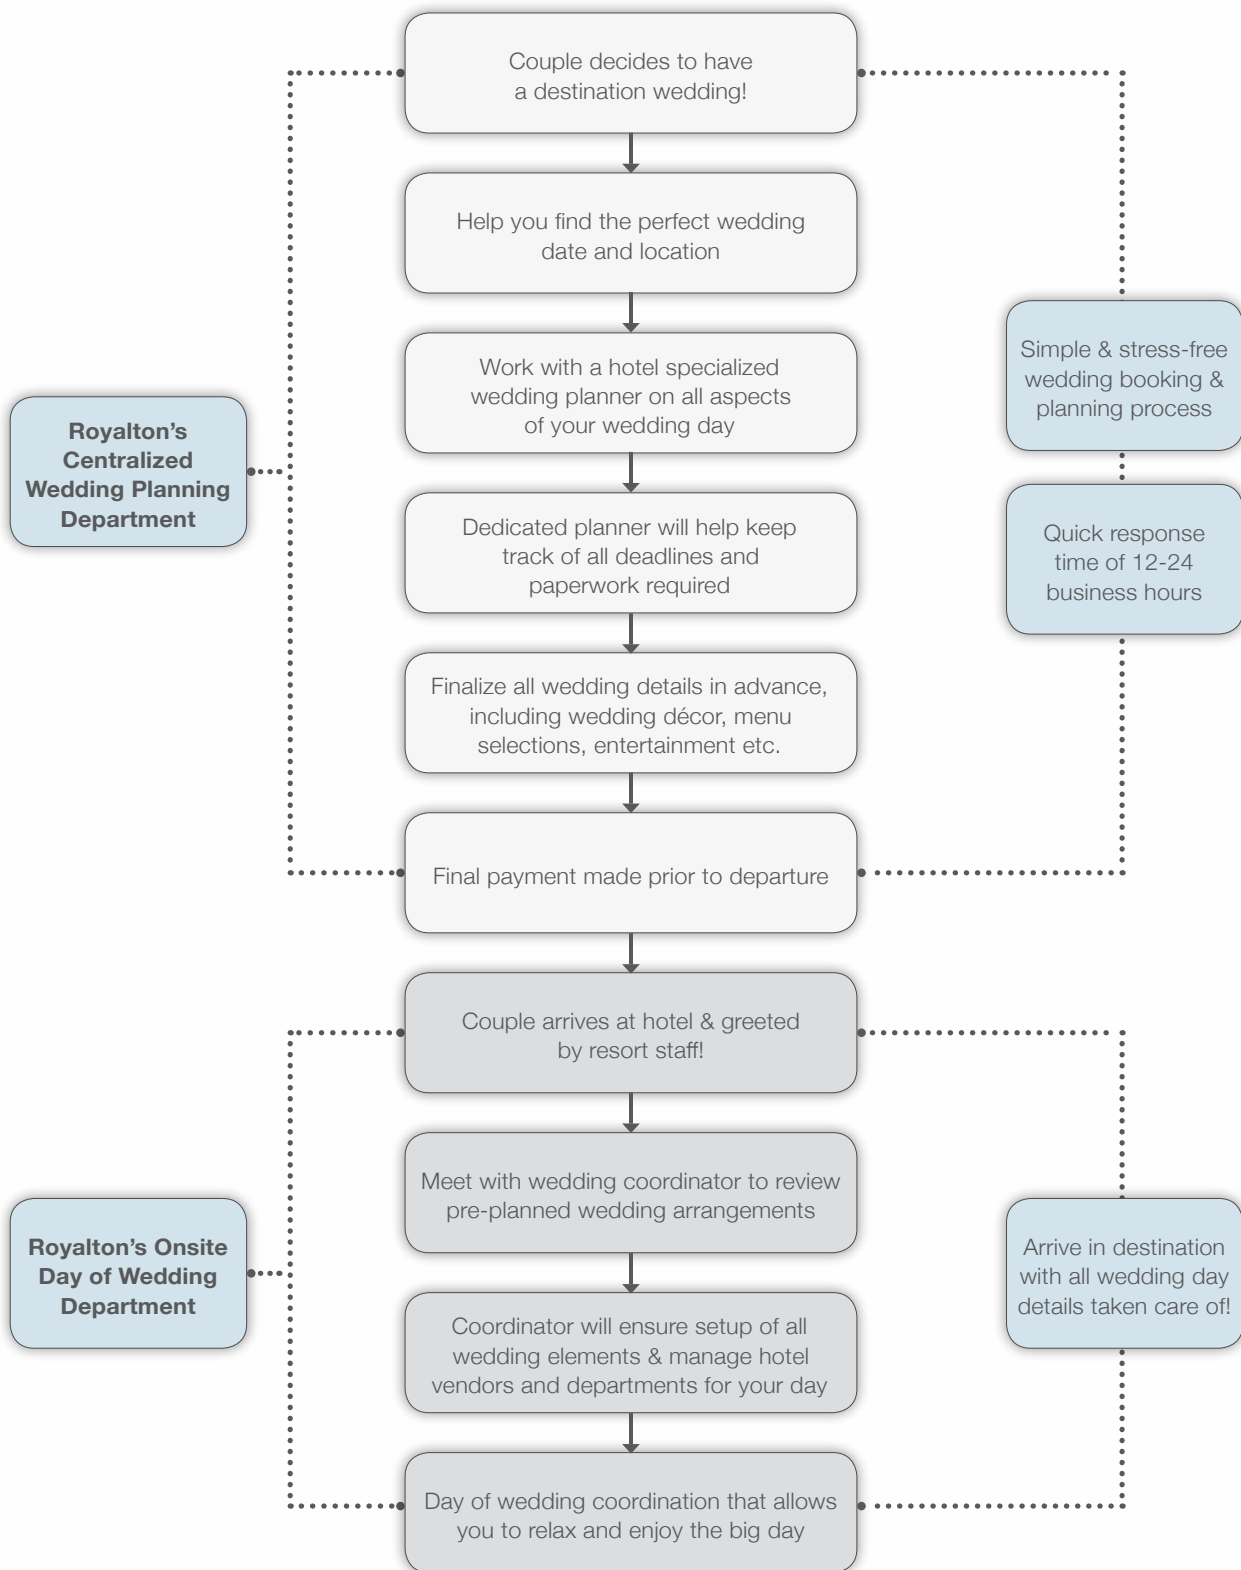 Couple decides to have
a destination wedding!
Help you find the perfect wedding
date and location
Work with a hotel specialized
wedding planner on all aspects
of your wedding day
Dedicated planner will help keep
track of all deadlines and
paperwork required
Finalize all wedding details in advance,
including wedding décor, menu
selections, entertainment etc.
Final payment made prior to departure
Royalton's
Centralized
Wedding Planning
Department
Simple & stress-free
wedding booking &
planning process
Quick response
time of 12-24
business hours
Couple arrives at hotel & greeted
by resort staff!
Meet with wedding coordinator to review
pre-planned wedding arrangements
Coordinator will ensure setup of all
wedding elements & manage hotel
vendors and departments for your day
Day of wedding coordination that allows
you to relax and enjoy the big day
Royalton's Onsite
Day of Wedding
Department
Arrive in destination
with all wedding day
details taken care of!